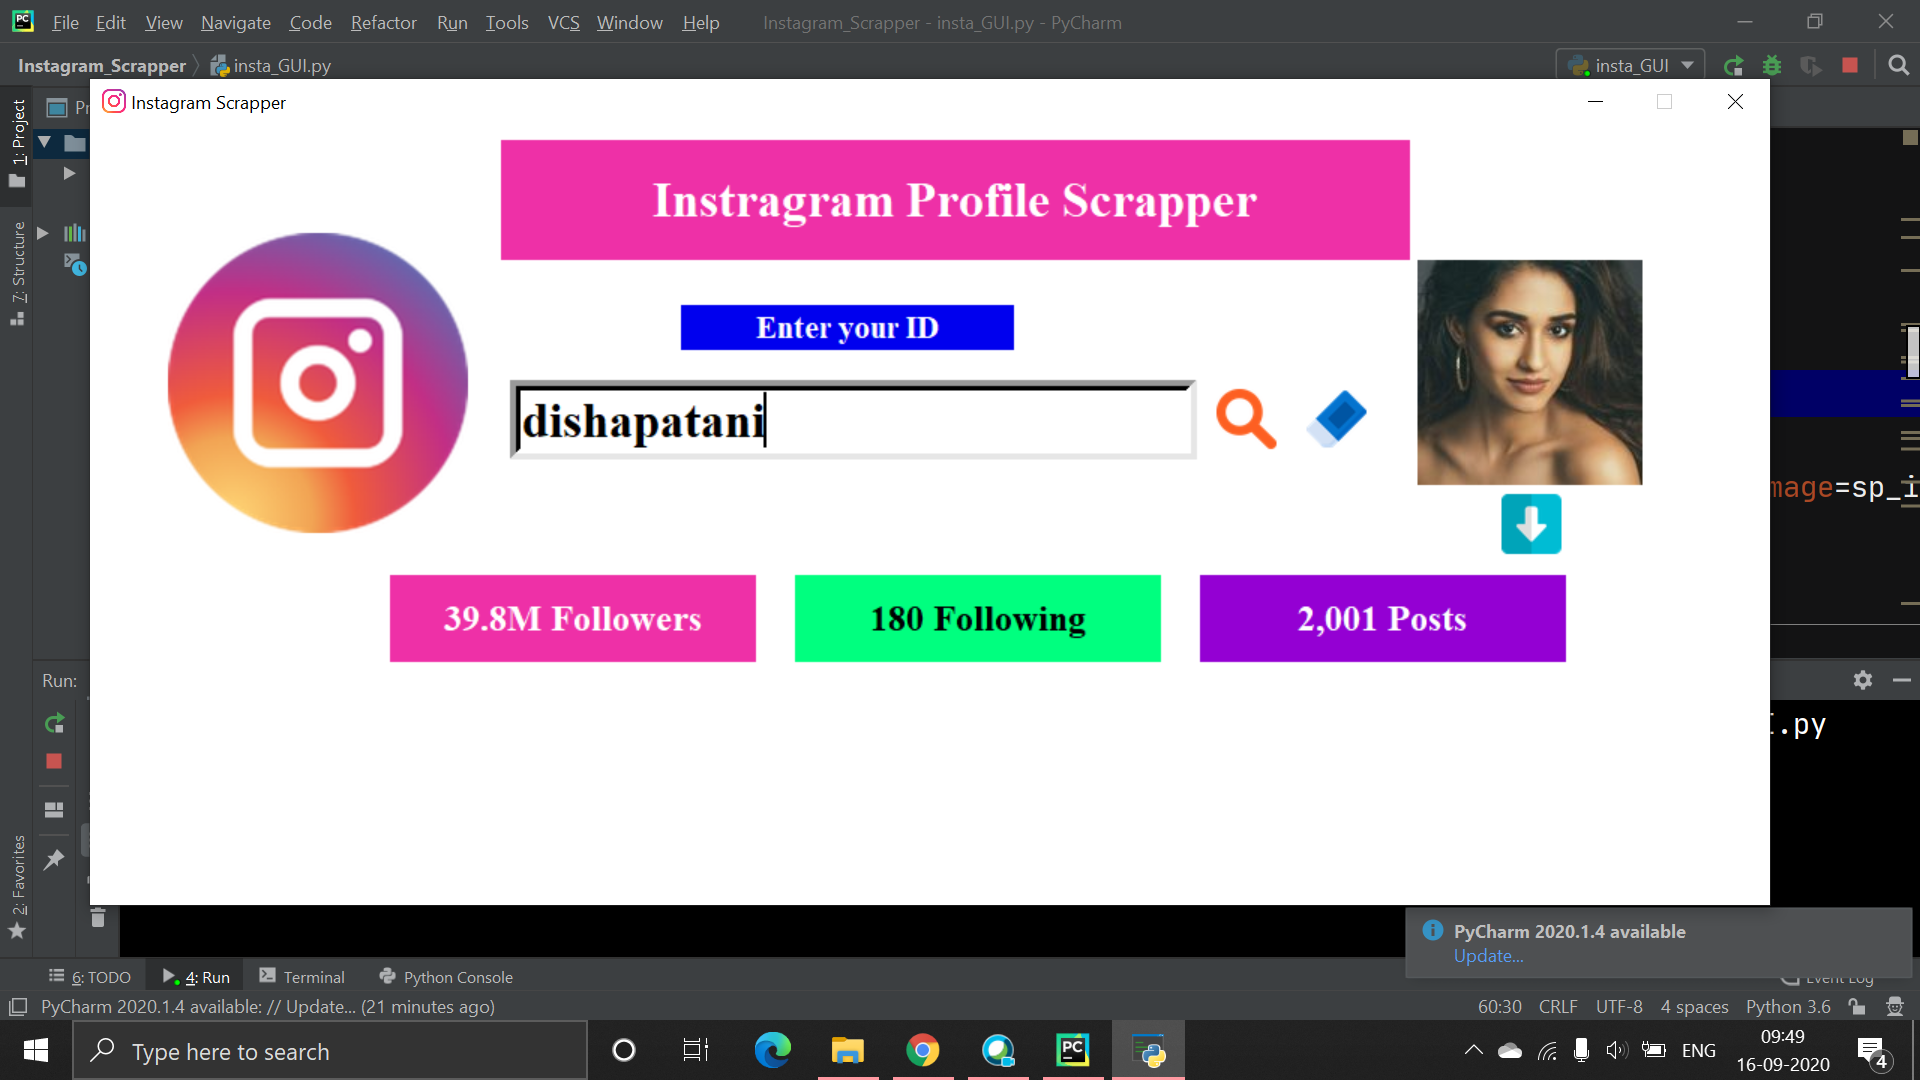 File Edit View Navigate Code Refactor Run Tools VCS Window Help Instagram_Scrapper - insta_GUI.py - PyCharm
Instagram_Scrapper insta_GUI.py insta_GUI
Instagram Scrapper
1: Project
7: Structure
2: Favorites
Instragram Profile Scrapper
Enter your ID
dishapatani
mage=sp_i
39.8M Followers 180 Following 2,001 Posts
Run:
.py
PyCharm 2020.1.4 available
Update...
6: TODO 4: Run Terminal Python Console Event Log
PyCharm 2020.1.4 available: // Update... (21 minutes ago) 60:30 CRLF UTF-8 4 spaces Python 3.6
Type here to search PC ENG 09:49
16-09-2020 4